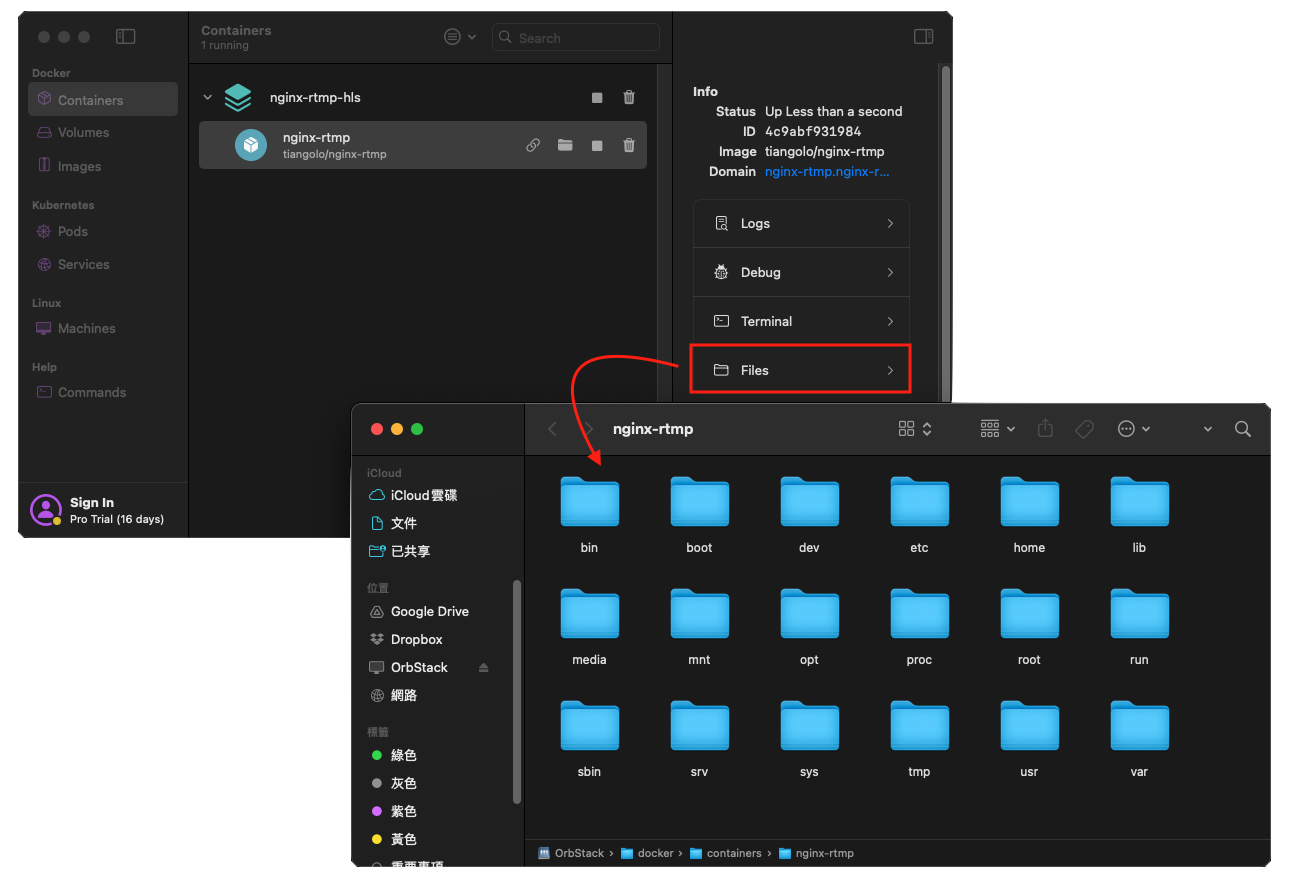 Containers
1 running
Search
Docker
Containers
Volumes
Images
Kubernetes
Pods
Services
Linux
Machines
Help
Commands
Sign In
Pro Trial (16 days)
nginx-rtmp-hls
nginx-rtmp
tiangolo/nginx-rtmp
Info
Status Up Less than a second
ID 4c9abf931984
Image tiangolo/nginx-rtmp
Domain nginx-rtmp.nginx-r...
Logs
Debug
Terminal
Files
nginx-rtmp
iCloud
iCloud雲碟
文件
已共享
位置
Google Drive
Dropbox
OrbStack
網路
標籤
綠色
灰色
紫色
黃色
重要事項
bin boot dev etc home lib
media mnt opt proc root run
sbin srv sys tmp usr var
OrbStack › docker › containers › nginx-rtmp